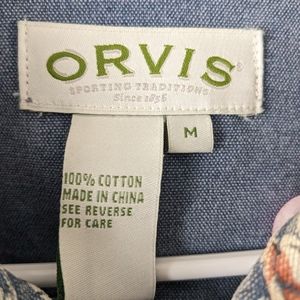 ORVIS
SPORTING TRADITIONS
Since 1856
M
100% COTTON
MADE IN CHINA
SEE REVERSE
FOR CARE